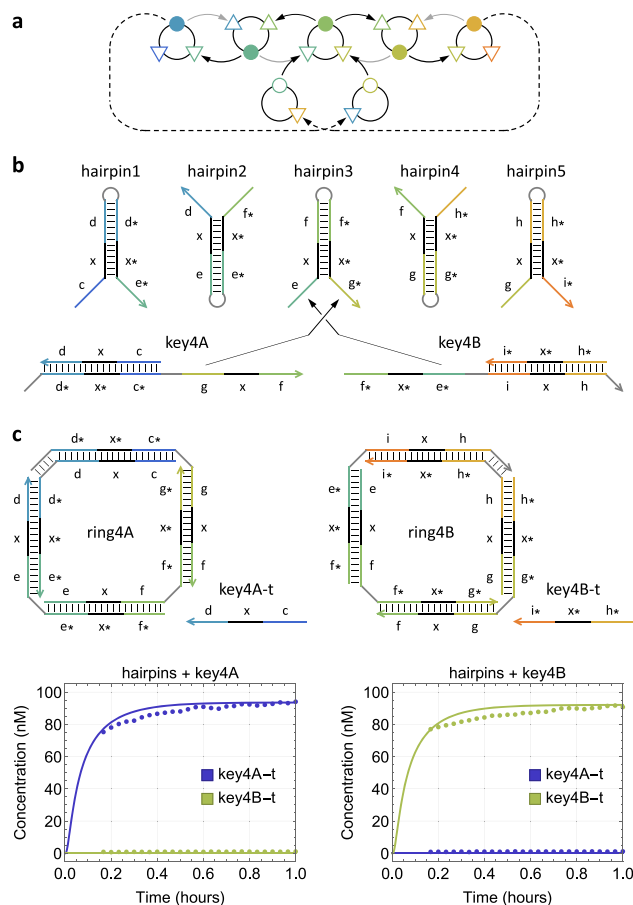 a
b
hairpin1 hairpin2 hairpin3 hairpin4 hairpin5
d d* d f* f f* f h* h h*
x x* x x* x x* x x* x x*
c e* e e* e g* g g* g i*
key4A key4B
d x c i* x* h*
d* x* c* g x f f* x* e* i x h
c
d* x* c* i x h
d x c i* x* h*
d d* g* g e* e h h*
x x* ring4A x* x x* x ring4B x x*
e e* f* f f* f g g*
e x f key4A-t f* x* g* key4B-t
e* x* f* d x c f x g i* x* h*
hairpins + key4A
Concentration (nM)
100
80
60
40
20
0
key4A-t
key4B-t
0.0 0.2 0.4 0.6 0.8 1.0
Time (hours)
hairpins + key4B
Concentration (nM)
100
80
60
40
20
0
key4A-t
key4B-t
0.0 0.2 0.4 0.6 0.8 1.0
Time (hours)